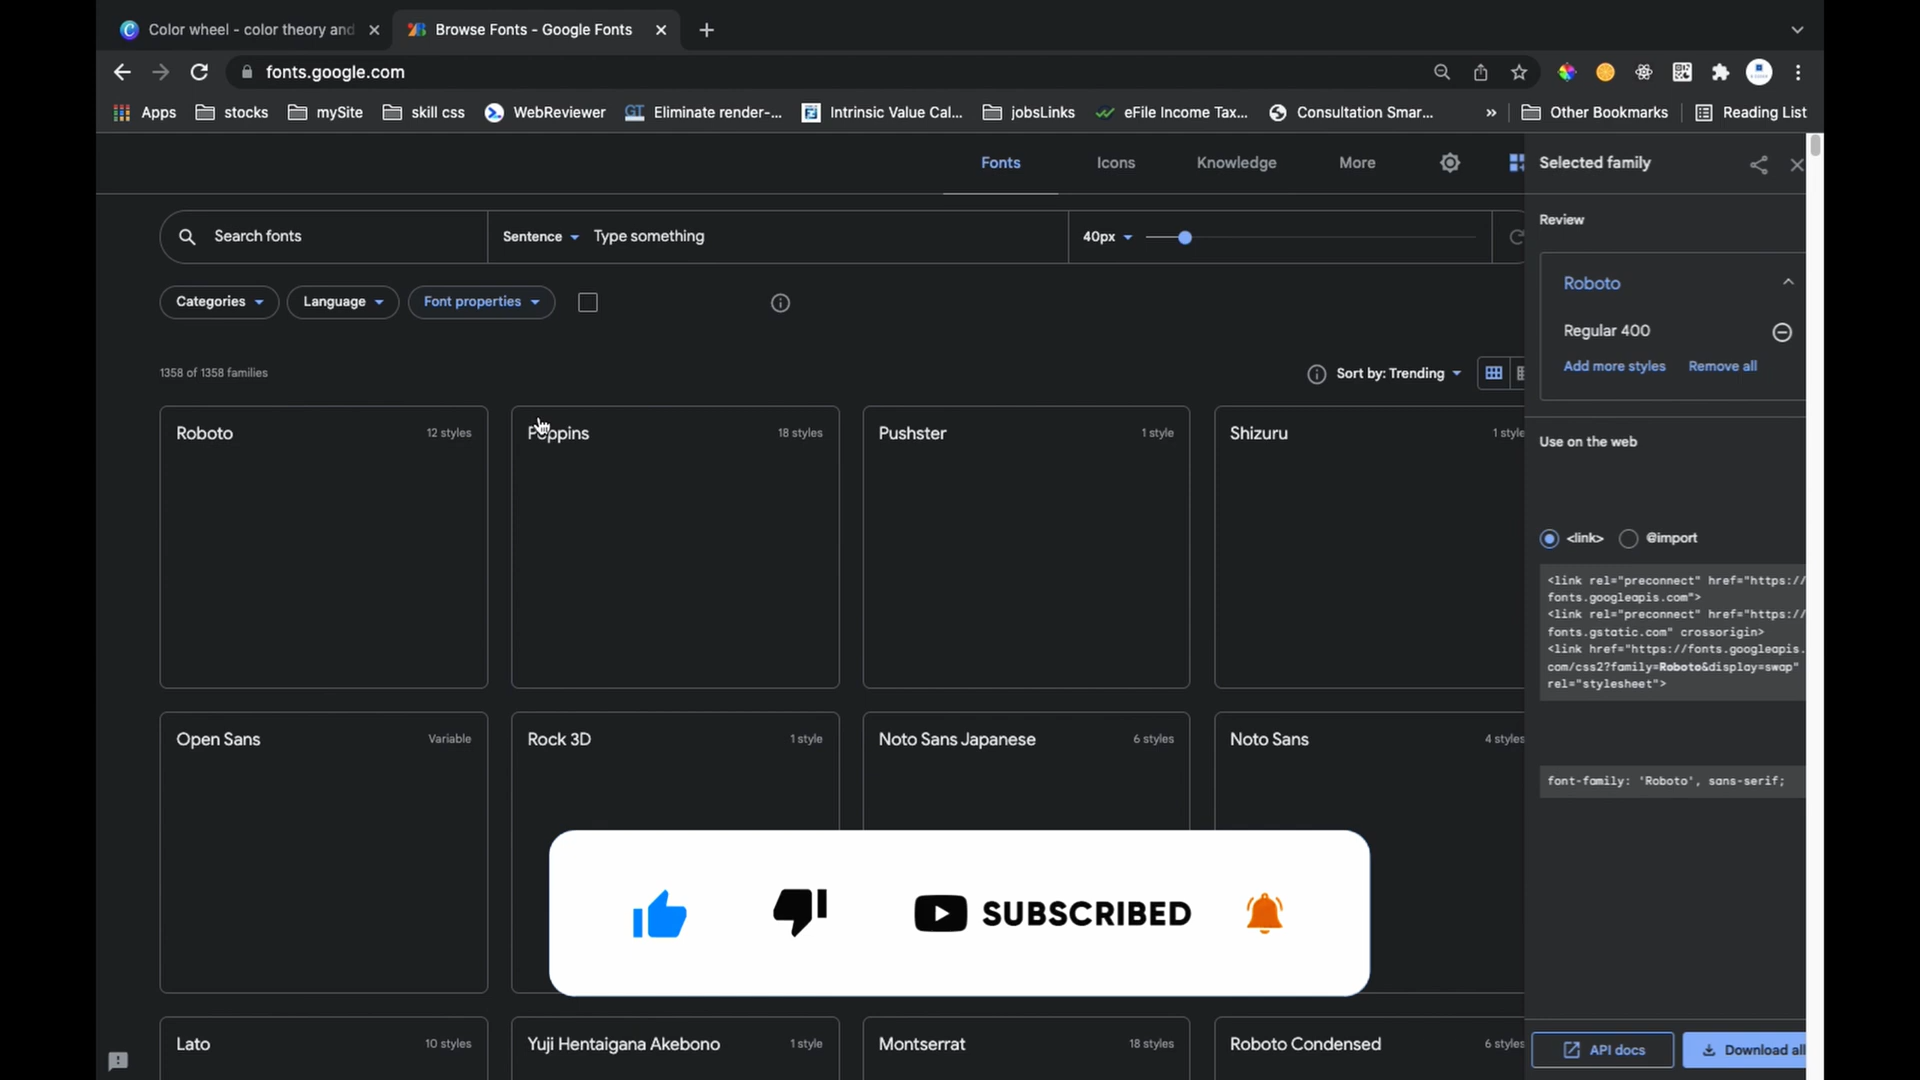 Color wheel - color theory and
Browse Fonts - Google Fonts
fonts.google.com
Apps
stocks
mySite
skill css
WebReviewer
GT Eliminate render-...
Intrinsic Value Cal...
jobsLinks
eFile Income Tax...
Consultation Smar...
»
Other Bookmarks
Reading List
Fonts
Icons
Knowledge
More
Search fonts
Sentence
Type something
40px
Categories
Language
Font properties
1358 of 1358 families
Sort by: Trending
Roboto
12 styles
Poppins
18 styles
Pushster
1 style
Shizuru
1 style
Open Sans
Variable
Rock 3D
1 style
Noto Sans Japanese
6 styles
Noto Sans
4 styles
Lato
10 styles
Yuji Hentaigana Akebono
1 style
Montserrat
18 styles
Roboto Condensed
6 styles
Selected family
Review
Roboto
Regular 400
Add more styles
Remove all
Use on the web
<link>
@import
<link rel="preconnect" href="https://
fonts.googleapis.com">
<link rel="preconnect" href="https://
fonts.gstatic.com" crossorigin>
<link href="https://fonts.googleapis.
com/css2?family=Roboto&display=swap"
rel="stylesheet">
font-family: 'Roboto', sans-serif;
API docs
Download all
SUBSCRIBED